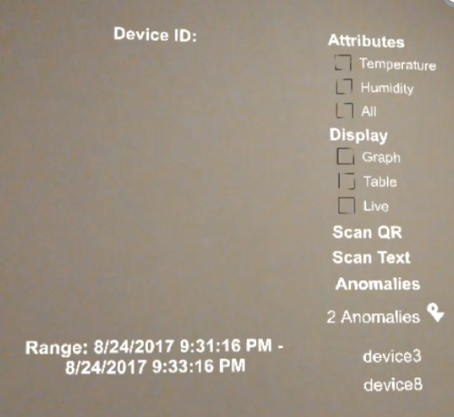 Device ID:
Attributes
Temperature
Humidity
All
Display
Graph
Table
Live
Scan QR
Scan Text
Anomalies
2 Anomalies
Range: 8/24/2017 9:31:16 PM -
8/24/2017 9:33:16 PM
device3
device8